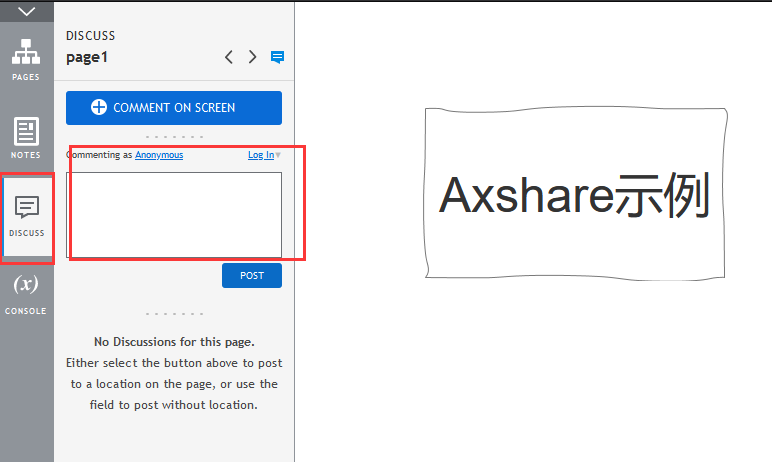 PAGES
NOTES
DISCUSS
(x)
CONSOLE
DISCUSS
page1
COMMENT ON SCREEN
Commenting as Anonymous
Log In
POST
No Discussions for this page.
Either select the button above to post
to a location on the page, or use the
field to post without location.
Axshare示例